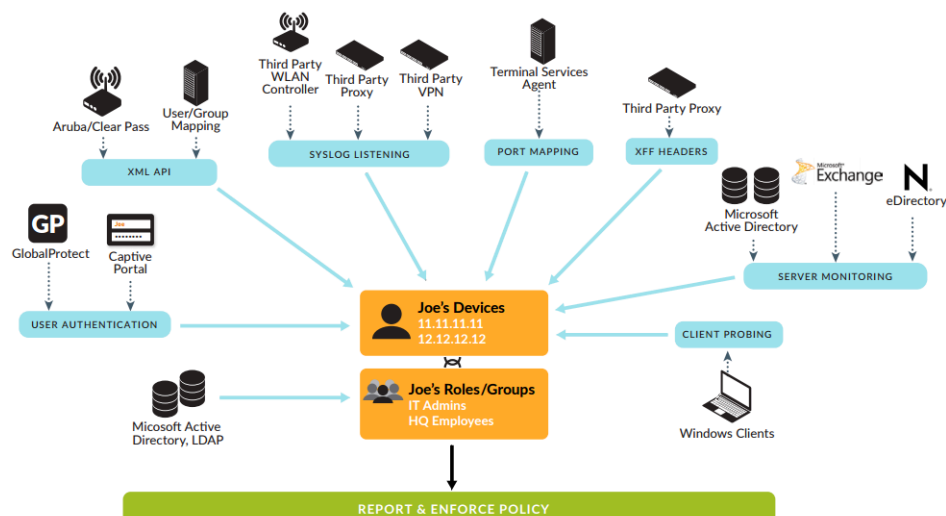 Third Party
WLAN
Controller
Third Party
Proxy
Third Party
VPN
Terminal Services
Agent
Third Party Proxy
Aruba/Clear Pass
User/Group
Mapping
XML API
SYSLOG LISTENING
PORT MAPPING
XFF HEADERS
Microsoft
Active Directory
Microsoft®
Exchange
N
eDirectory
SERVER MONITORING
GP
GlobalProtect
Joe
Captive
Portal
USER AUTHENTICATION
Joe's Devices
11.11.11.11
12.12.12.12
CLIENT PROBING
Micosoft Active
Directory, LDAP
Joe's Roles/Groups
IT Admins
HQ Employees
Windows Clients
REPORT & ENFORCE POLICY